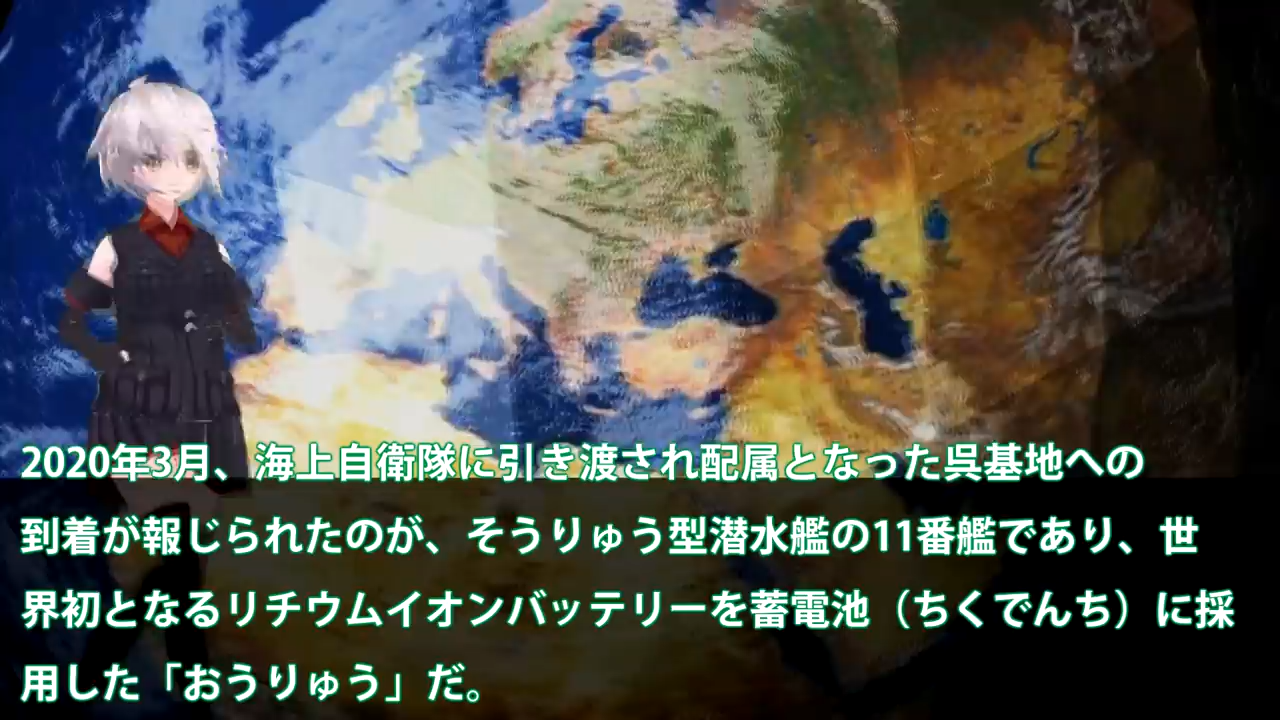 2020年3月、海上自衛隊に引き渡され配属となった呉基地への
到着が報じられたのが、そうりゅう型潜水艦の11番艦であり、世
界初となるリチウムイオンバッテリーを蓄電池（ちくでんち）に採
用した「おうりゅう」だ。